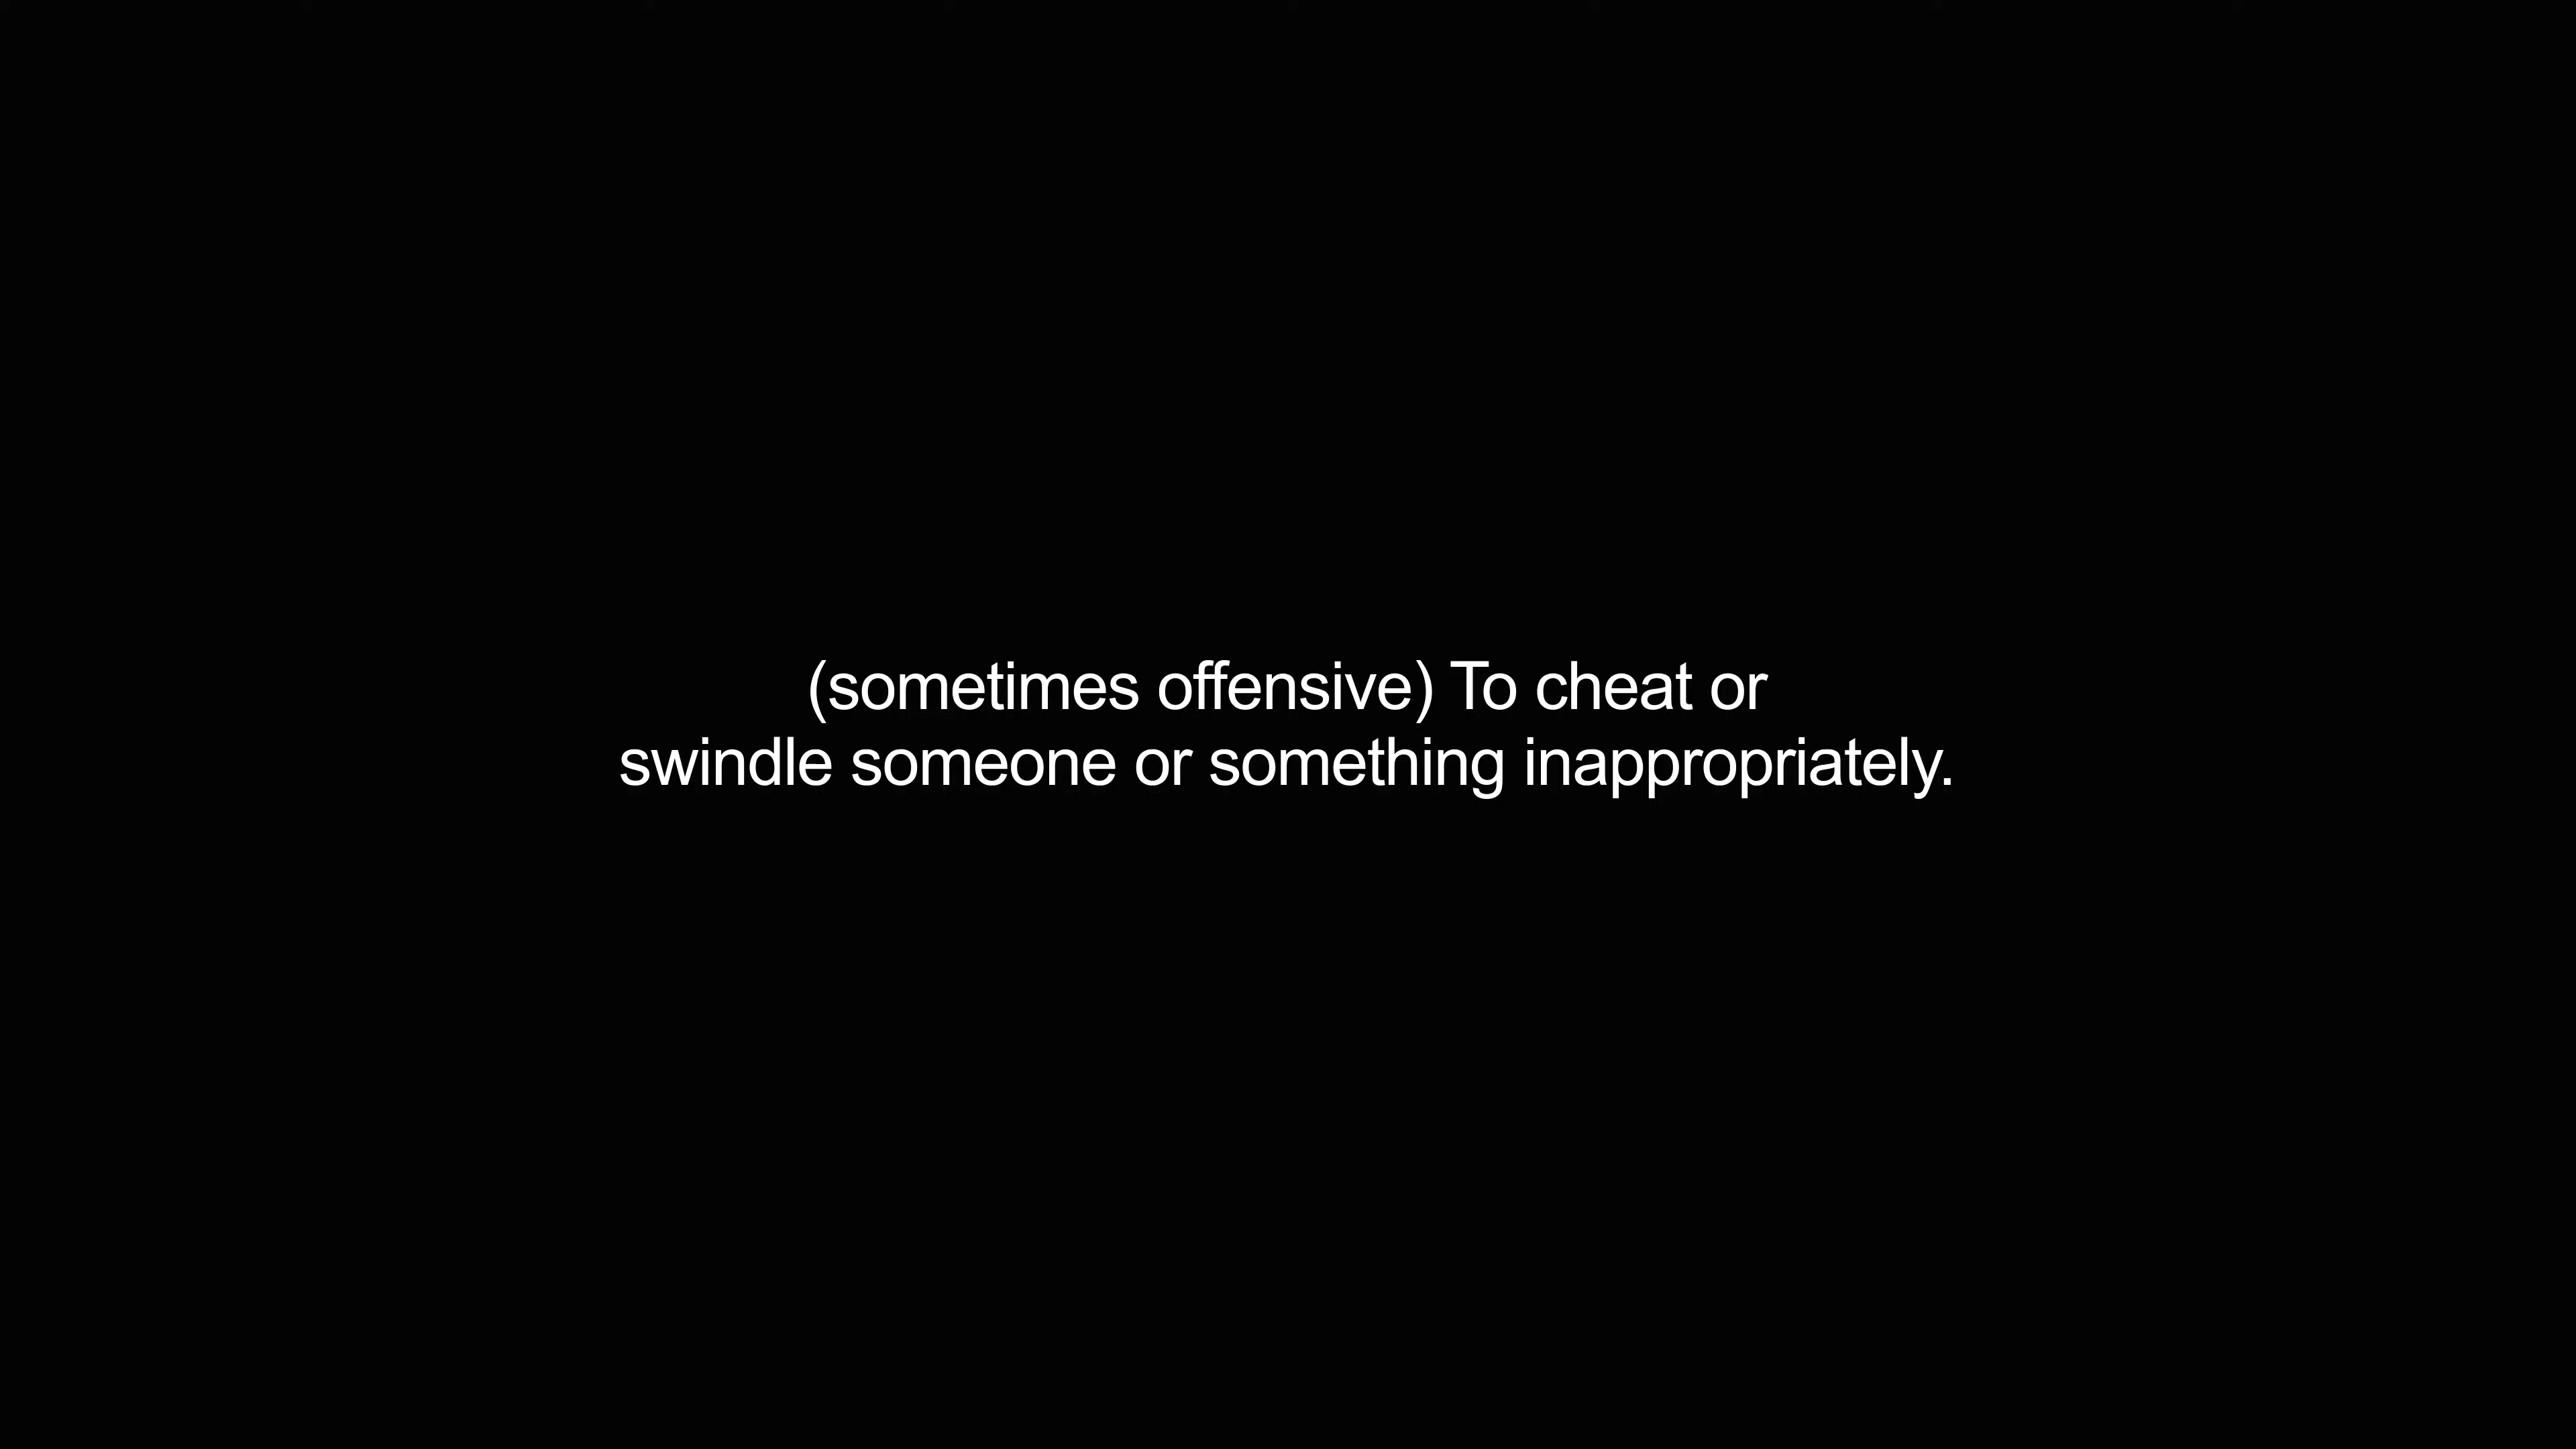 (sometimes offensive) To cheat or
swindle someone or something inappropriately.